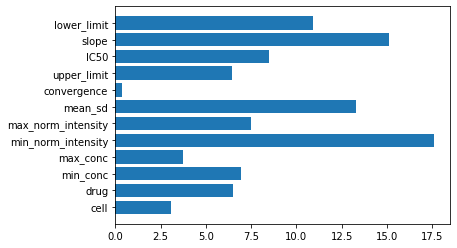 lower_limit
slope
IC50
upper_limit
convergence
mean_sd
max_norm_intensity
min_norm_intensity
max_conc
min_conc
drug
cell
0.0 2.5 5.0 7.5 10.0 12.5 15.0 17.5